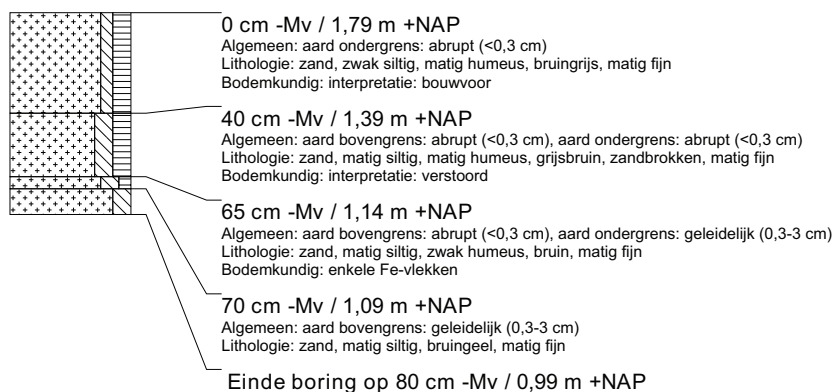 0 cm -Mv / 1,79 m +NAP
Algemeen: aard ondergrens: abrupt (<0,3 cm)
Lithologie: zand, zwak siltig, matig humeus, bruingrijs, matig fijn
Bodemkundig: interpretatie: bouwvoor
40 cm -Mv / 1,39 m +NAP
Algemeen: aard bovengrens: abrupt (<0,3 cm), aard ondergrens: abrupt (<0,3 cm)
Lithologie: zand, matig siltig, matig humeus, grijsbruin, zandbrokken, matig fijn
Bodemkundig: interpretatie: verstoord
65 cm -Mv / 1,14 m +NAP
Algemeen: aard bovengrens: abrupt (<0,3 cm), aard ondergrens: geleidelijk (0,3-3 cm)
Lithologie: zand, matig siltig, zwak humeus, bruin, matig fijn
Bodemkundig: enkele Fe-vlekken
70 cm -Mv / 1,09 m +NAP
Algemeen: aard bovengrens: geleidelijk (0,3-3 cm)
Lithologie: zand, matig siltig, bruingeel, matig fijn
Einde boring op 80 cm -Mv / 0,99 m +NAP